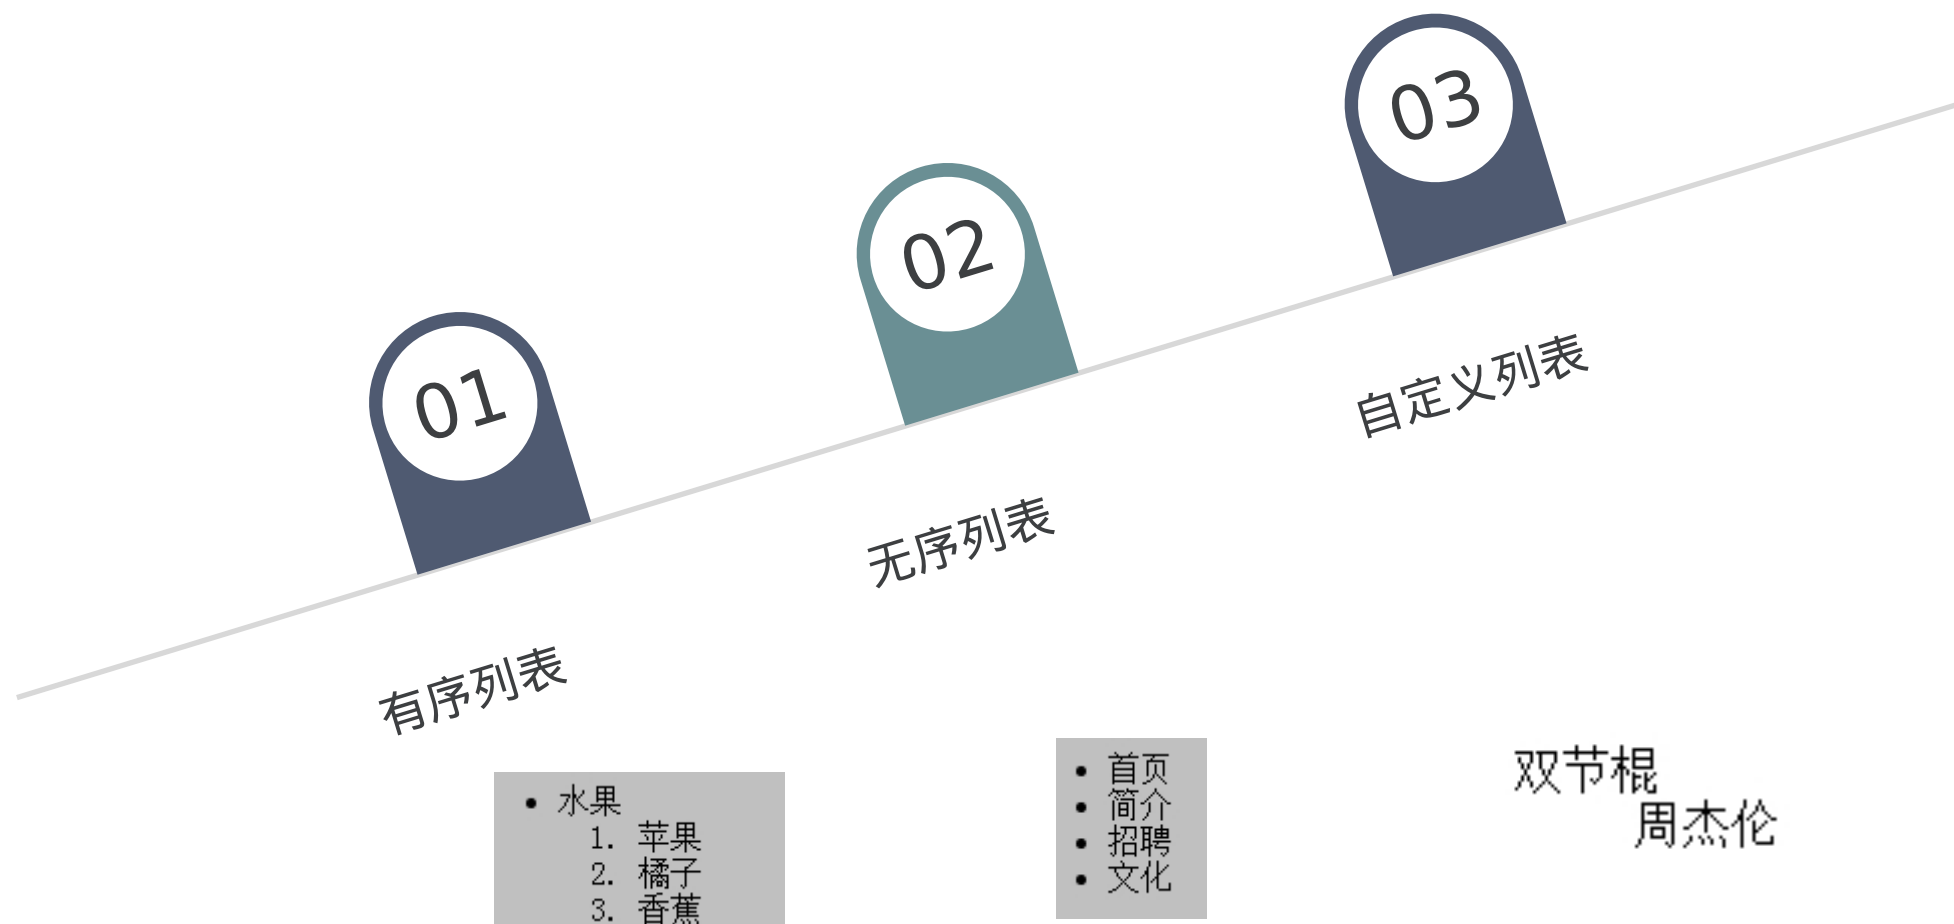 01
有序列表
02
无序列表
03
自定义列表
• 水果
1. 苹果
2. 橘子
3. 香蕉
• 首页
• 简介
• 招聘
• 文化
双节棍
周杰伦